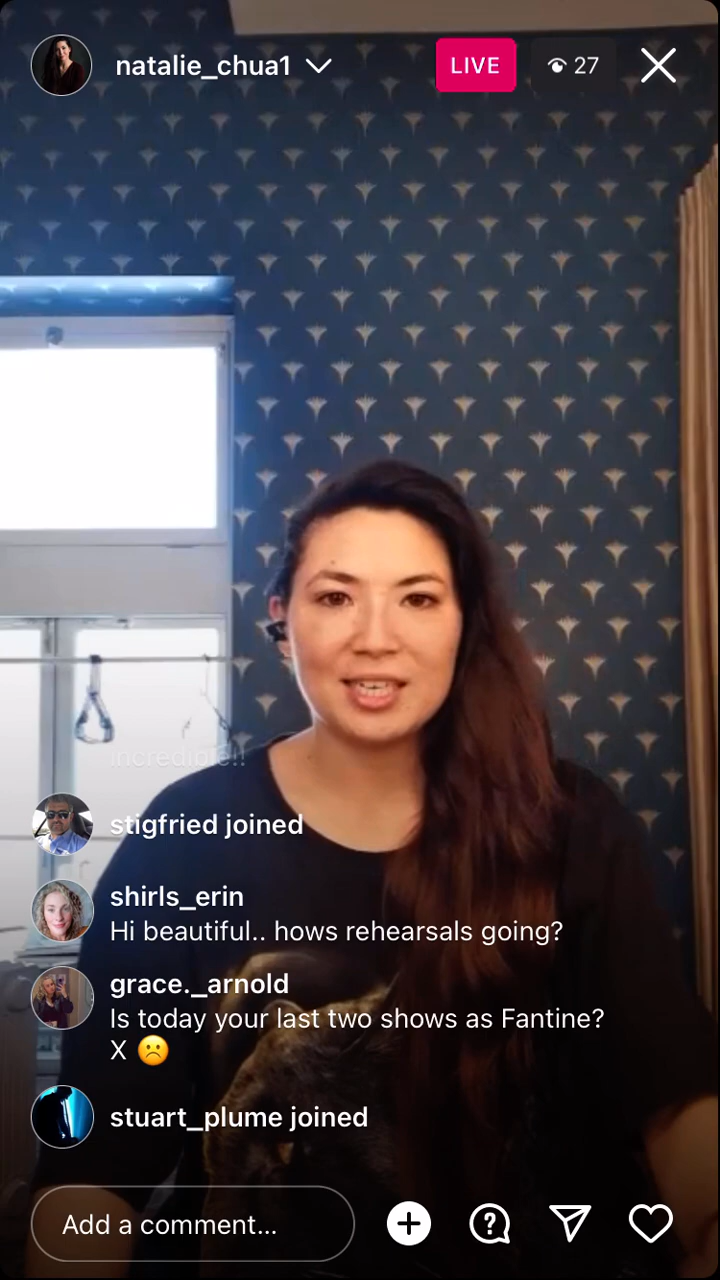 natalie_chua1
LIVE
27
incredible!!
stigfried joined
shirls_erin
Hi beautiful.. hows rehearsals going?
grace._arnold
Is today your last two shows as Fantine?
X ☹️
stuart_plume joined
Add a comment...